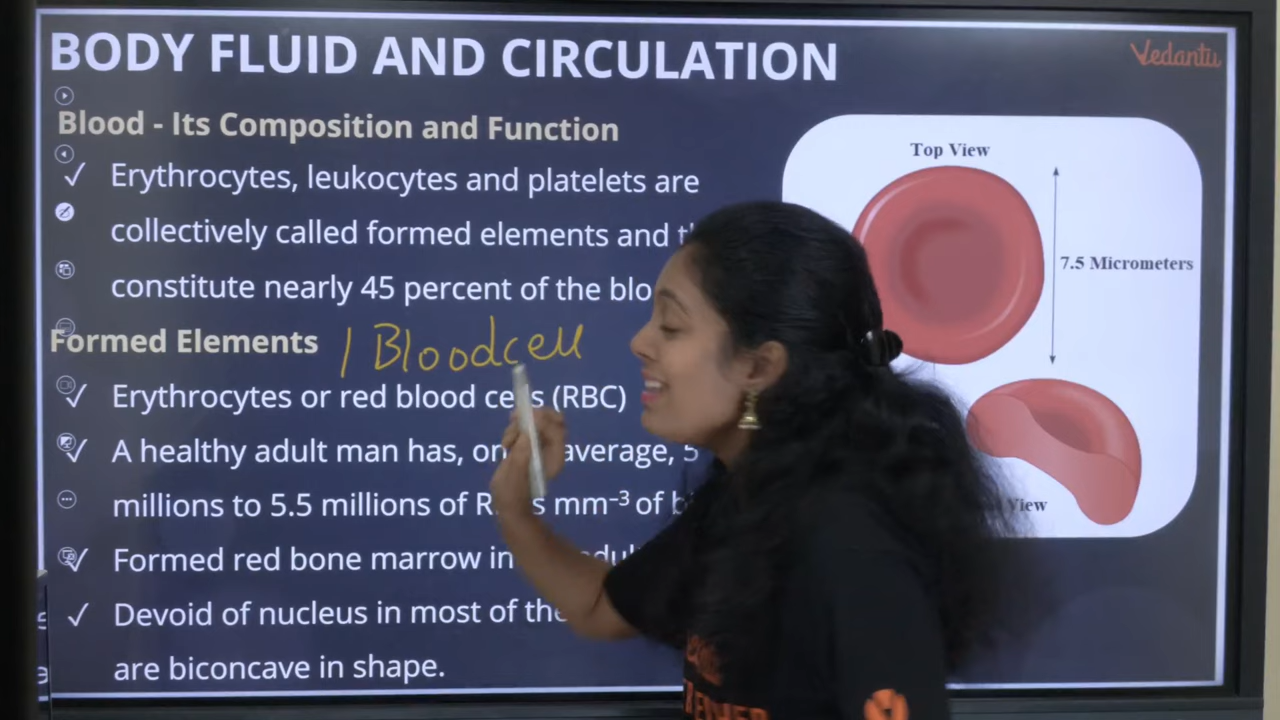 BODY FLUID AND CIRCULATION
Vedantu
Blood - Its Composition and Function
✓ Erythrocytes, leukocytes and platelets are
collectively called formed elements and
constitute nearly 45 percent of the
Formed Elements / Bloodcell
✓ Erythrocytes or red blood (RBC)
✓ A healthy adult man has, average, 5
millions to 5.5 millions of mm⁻³ of
✓ Formed red bone marrow in
✓ Devoid of nucleus in most of
are biconcave in shape.
Top View
7.5 Micrometers
View